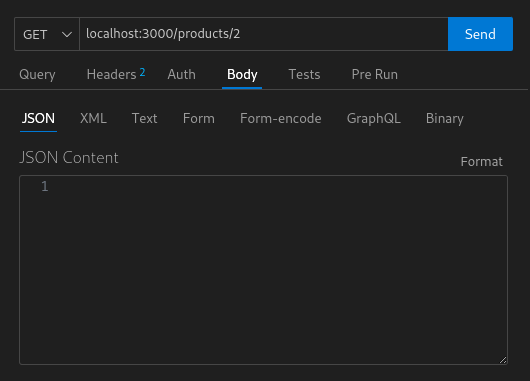 GET localhost:3000/products/2 Send
Query Headers 2 Auth Body Tests Pre Run
JSON XML Text Form Form-encode GraphQL Binary
JSON Content Format
1